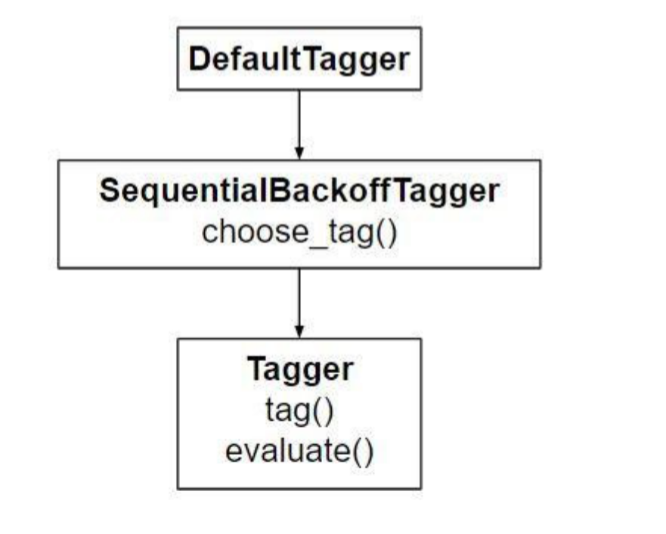 DefaultTagger
SequentialBackoffTagger
choose_tag()
Tagger
tag()
evaluate()